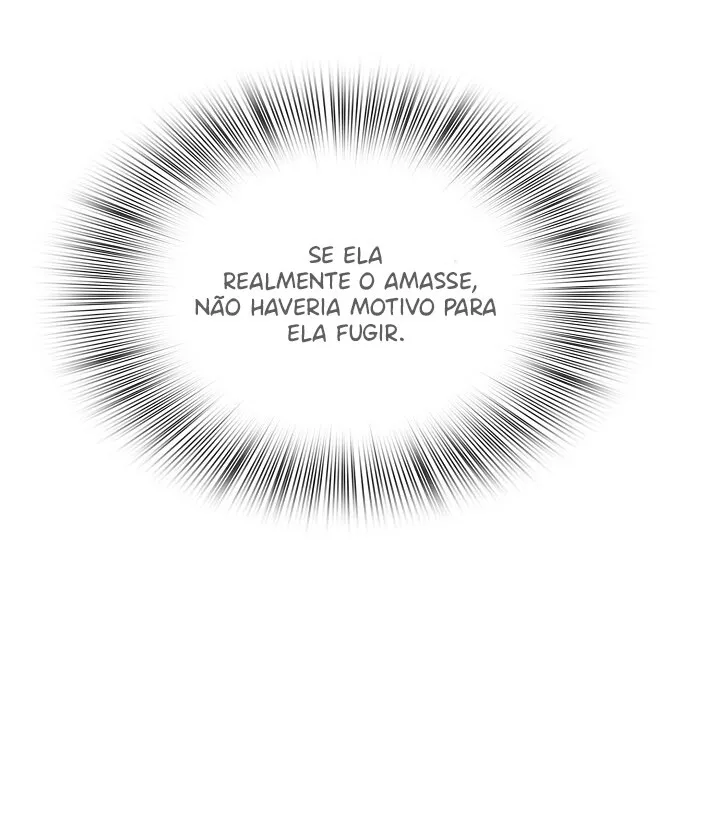 SE ELA
REALMENTE O AMASSE,
NÃO HAVERIA MOTIVO PARA
ELA FUGIR.